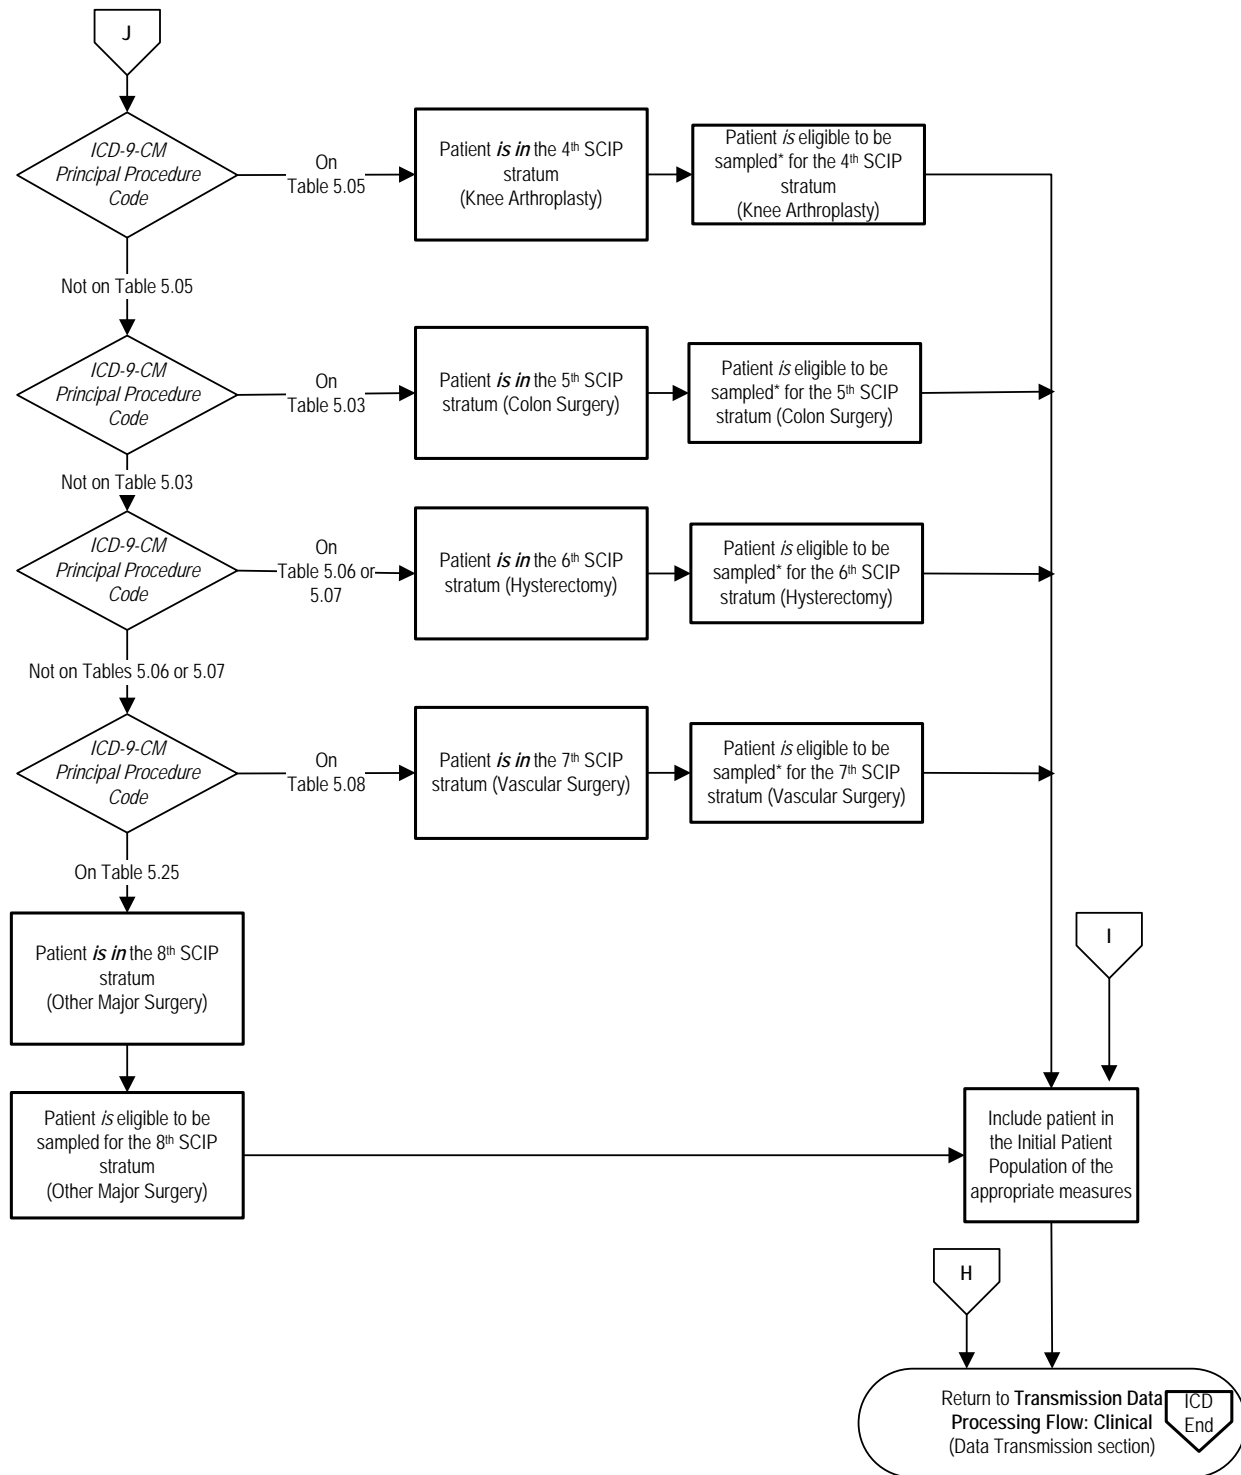 J
ICD-9-CM
Principal Procedure
Code
On
Table 5.05
Patient is in the 4th SCIP
stratum
(Knee Arthroplasty)
Patient is eligible to be
sampled* for the 4th SCIP
stratum
(Knee Arthroplasty)
Not on Table 5.05
ICD-9-CM
Principal Procedure
Code
On
Table 5.03
Patient is in the 5th SCIP
stratum (Colon Surgery)
Patient is eligible to be
sampled* for the 5th SCIP
stratum (Colon Surgery)
Not on Table 5.03
ICD-9-CM
Principal Procedure
Code
On
Table 5.06 or
5.07
Patient is in the 6th SCIP
stratum (Hysterectomy)
Patient is eligible to be
sampled* for the 6th SCIP
stratum (Hysterectomy)
Not on Tables 5.06 or 5.07
ICD-9-CM
Principal Procedure
Code
On
Table 5.08
Patient is in the 7th SCIP
stratum (Vascular Surgery)
Patient is eligible to be
sampled* for the 7th SCIP
stratum (Vascular Surgery)
On Table 5.25
Patient is in the 8th SCIP
stratum
(Other Major Surgery)
I
Patient is eligible to be
sampled for the 8th SCIP
stratum
(Other Major Surgery)
Include patient in
the Initial Patient
Population of the
appropriate measures
H
Return to Transmission Data
Processing Flow: Clinical
(Data Transmission section)
ICD
End